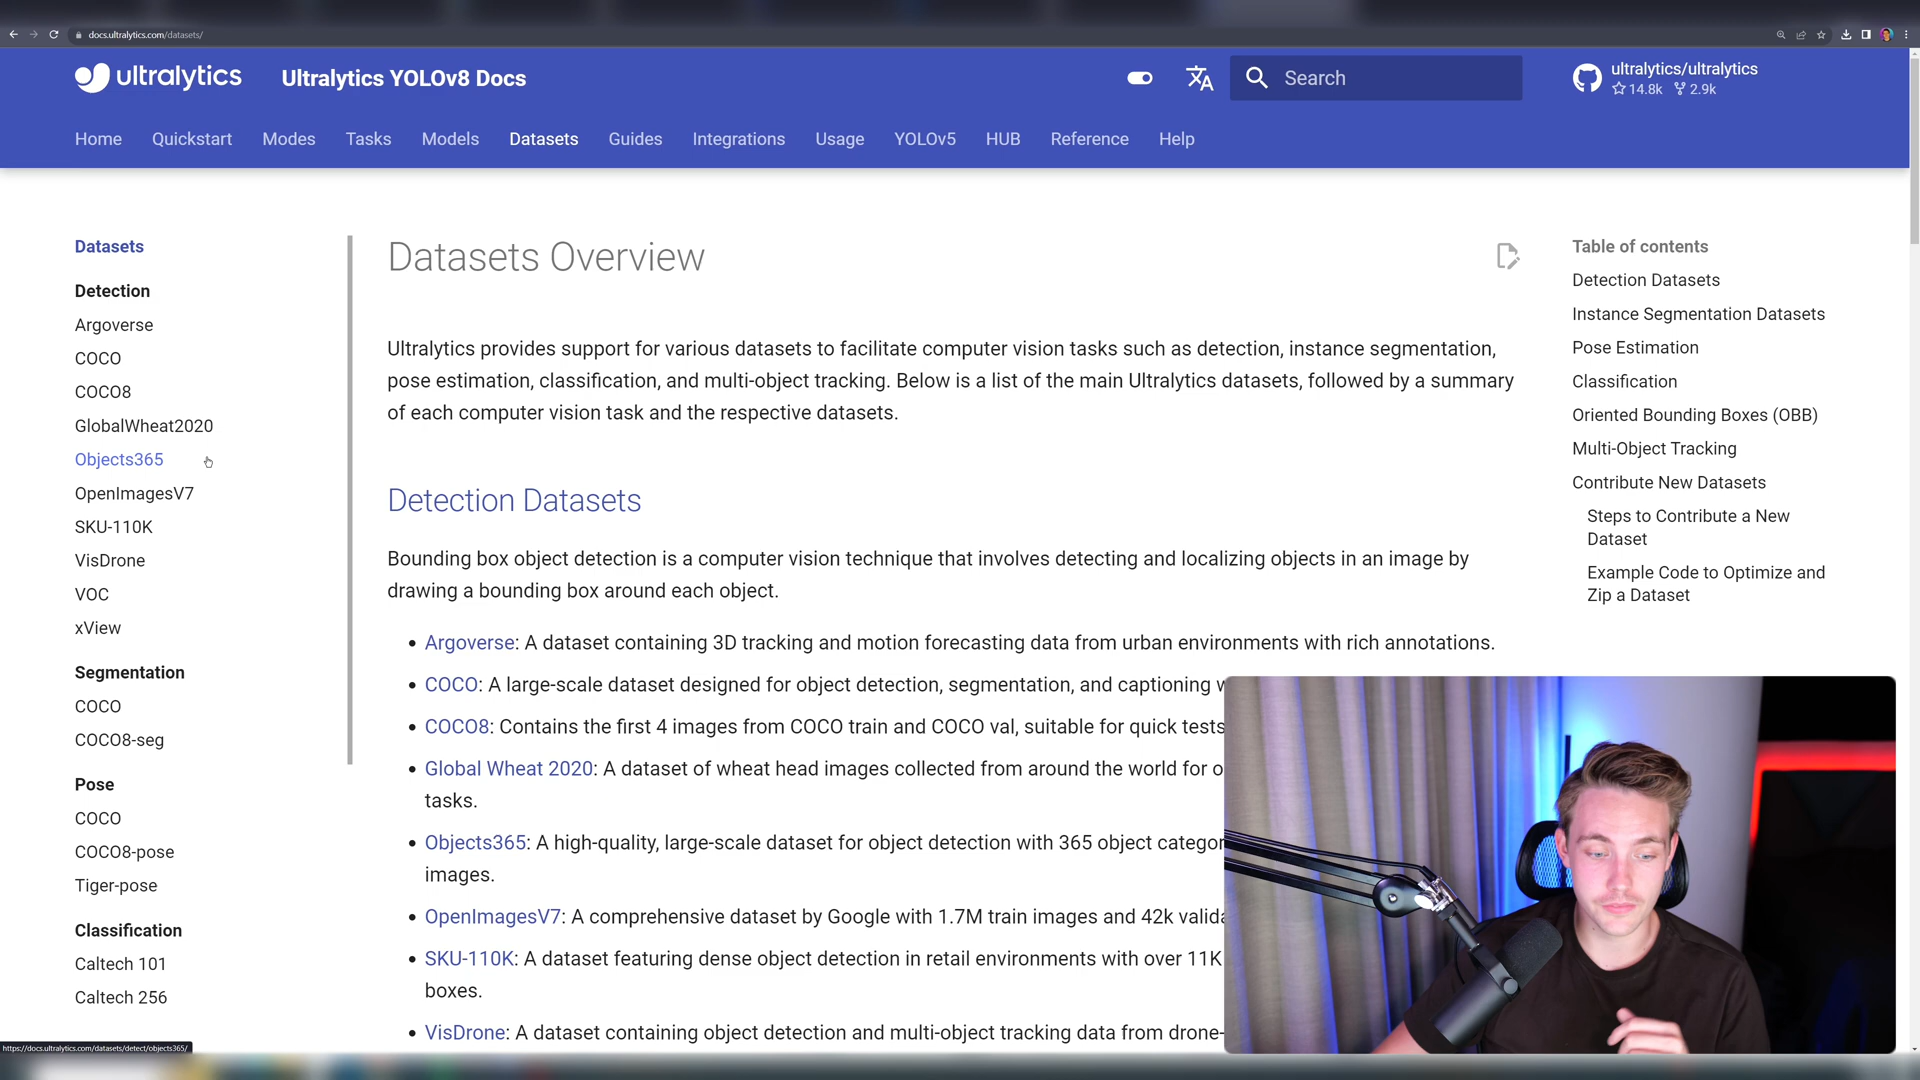 docs.ultralytics.com/datasets/
ultralytics
Ultralytics YOLOv8 Docs
Search
ultralytics/ultralytics
14.8k 2.9k
Home Quickstart Modes Tasks Models Datasets Guides Integrations Usage YOLOv5 HUB Reference Help
Datasets
Detection
Argoverse
COCO
COCO8
GlobalWheat2020
Objects365
OpenImagesV7
SKU-110K
VisDrone
VOC
xView
Segmentation
COCO
COCO8-seg
Pose
COCO
COCO8-pose
Tiger-pose
Classification
Caltech 101
Caltech 256
https://docs.ultralytics.com/datasets/detect/objects365/
Datasets Overview
Ultralytics provides support for various datasets to facilitate computer vision tasks such as detection, instance segmentation,
pose estimation, classification, and multi-object tracking. Below is a list of the main Ultralytics datasets, followed by a summary
of each computer vision task and the respective datasets.
Detection Datasets
Bounding box object detection is a computer vision technique that involves detecting and localizing objects in an image by
drawing a bounding box around each object.
• Argoverse: A dataset containing 3D tracking and motion forecasting data from urban environments with rich annotations.
• COCO: A large-scale dataset designed for object detection, segmentation, and captioning
• COCO8: Contains the first 4 images from COCO train and COCO val, suitable for quick tests
• Global Wheat 2020: A dataset of wheat head images collected from around the world for
tasks.
• Objects365: A high-quality, large-scale dataset for object detection with 365 object categor
images.
• OpenImagesV7: A comprehensive dataset by Google with 1.7M train images and 42k valida
• SKU-110K: A dataset featuring dense object detection in retail environments with over 11K
boxes.
• VisDrone: A dataset containing object detection and multi-object tracking data from drone-
Table of contents
Detection Datasets
Instance Segmentation Datasets
Pose Estimation
Classification
Oriented Bounding Boxes (OBB)
Multi-Object Tracking
Contribute New Datasets
Steps to Contribute a New
Dataset
Example Code to Optimize and
Zip a Dataset